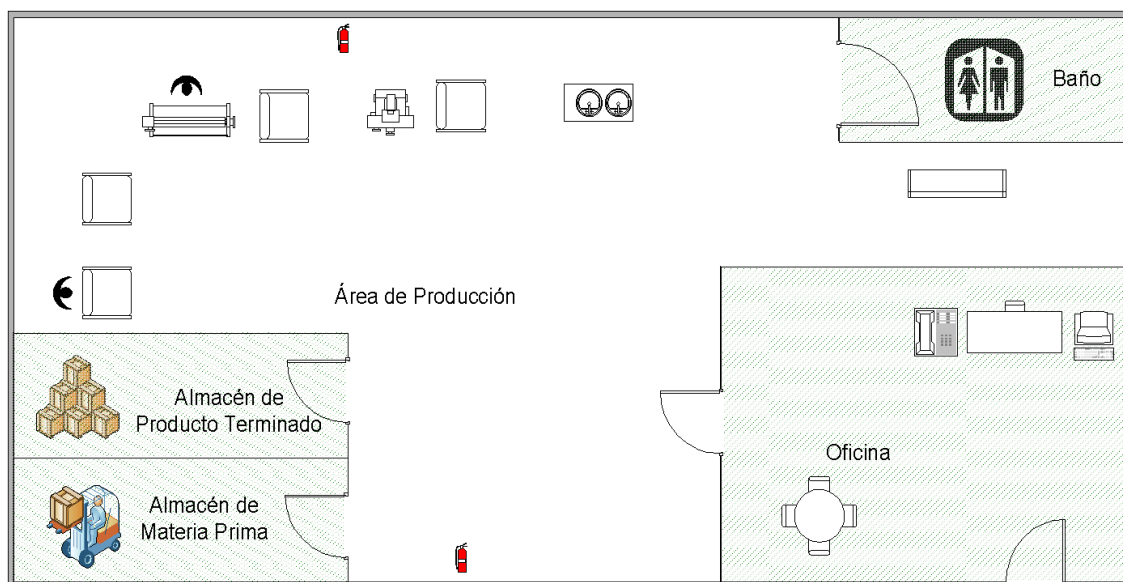 Baño
Área de Producción
Almacén de
Producto Terminado
Oficina
Almacén de
Materia Prima